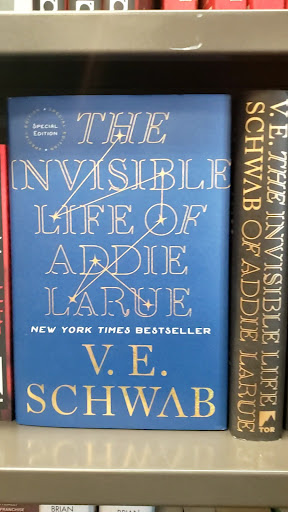 SPECIAL EDITION
THE
INVISIBLE
LIFE OF
ADDIE
LARUE
NEW YORK TIMES BESTSELLER
V. E.
SCHWAB
V. E. THE INVISIBLE LIFE
SCHWAB OF ADDIE LARUE
TOR
FRANCHISE
BRIAN
BRIAN